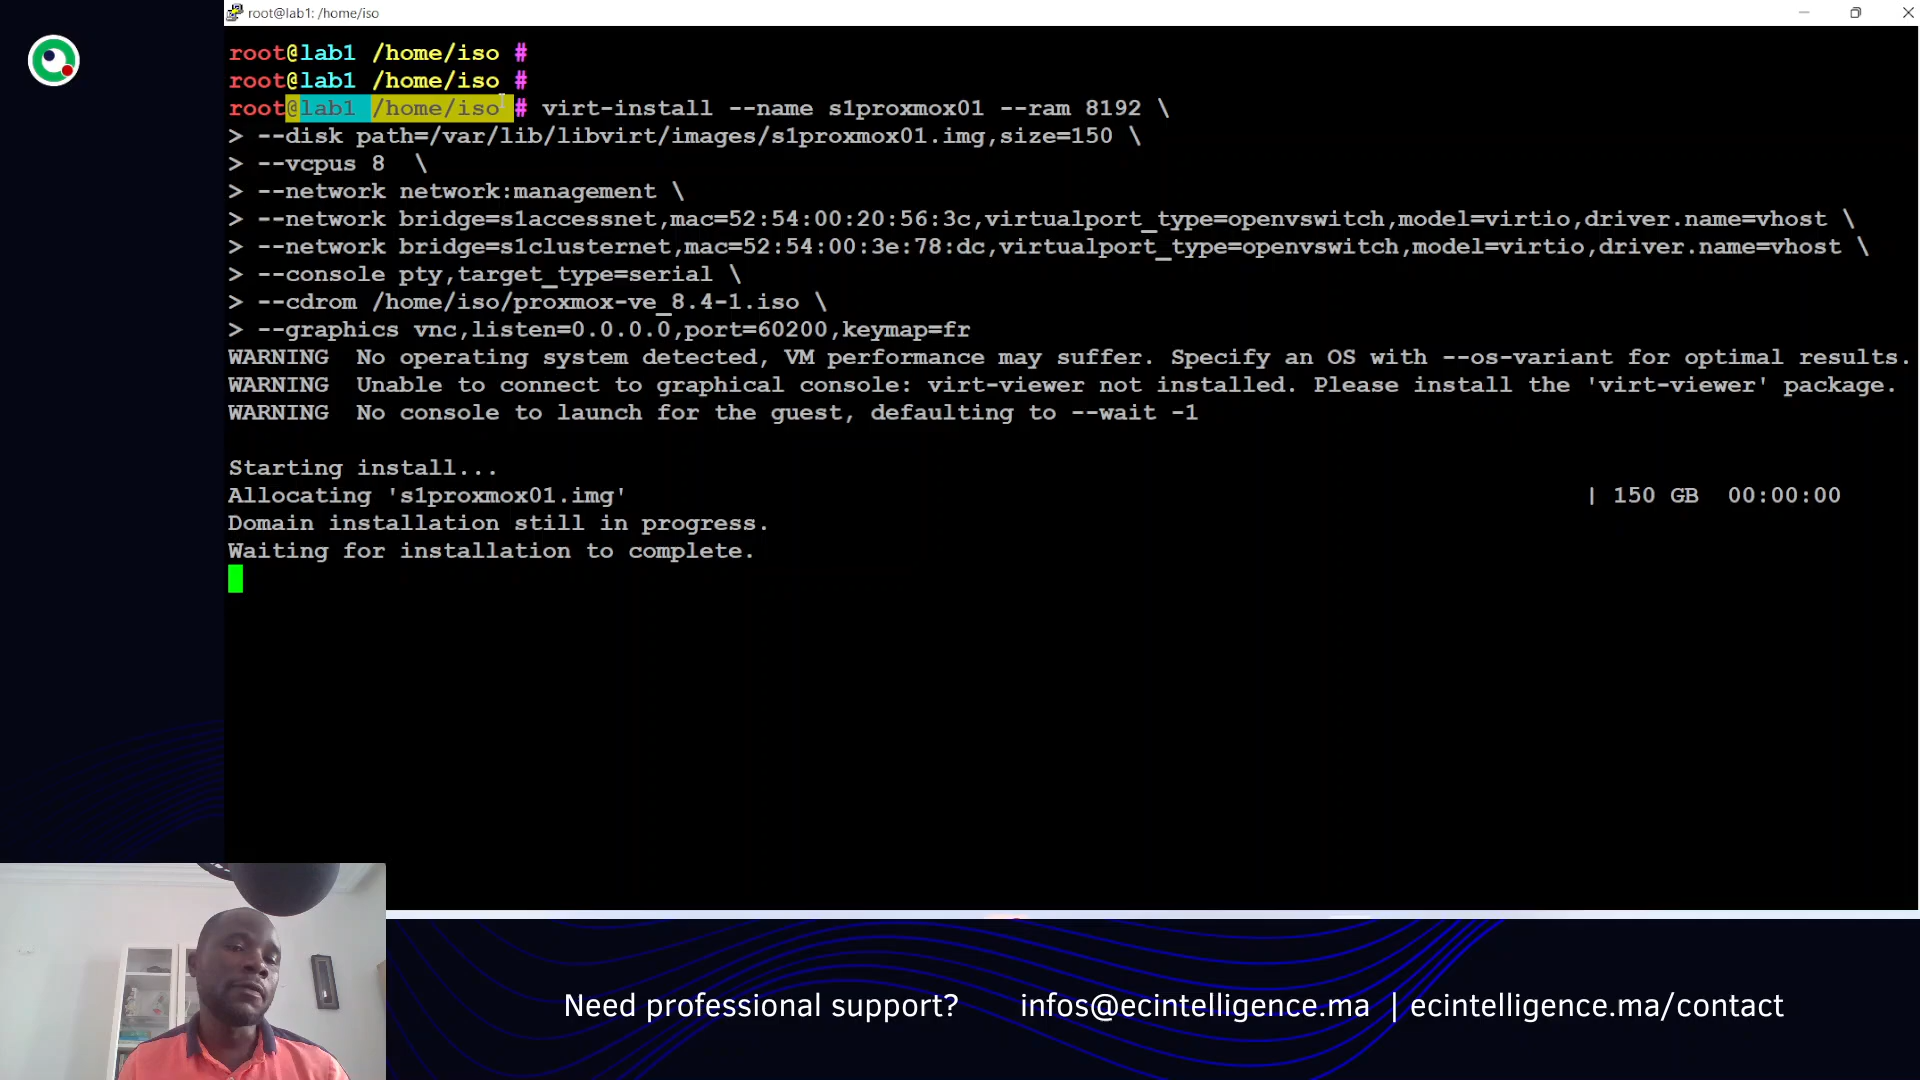 root@lab1: /home/iso
root@lab1 /home/iso #
root@lab1 /home/iso #
root@lab1 /home/iso # virt-install --name s1proxmox01 --ram 8192 \
> --disk path=/var/lib/libvirt/images/s1proxmox01.img,size=150 \
> --vcpus 8  \
> --network network:management \
> --network bridge=s1accessnet,mac=52:54:00:20:56:3c,virtualport_type=openvswitch,model=virtio,driver.name=vhost \
> --network bridge=s1clusternet,mac=52:54:00:3e:78:dc,virtualport_type=openvswitch,model=virtio,driver.name=vhost \
> --console pty,target_type=serial \
> --cdrom /home/iso/proxmox-ve_8.4-1.iso \
> --graphics vnc,listen=0.0.0.0,port=60200,keymap=fr
WARNING  No operating system detected, VM performance may suffer. Specify an OS with --os-variant for optimal results.
WARNING  Unable to connect to graphical console: virt-viewer not installed. Please install the 'virt-viewer' package.
WARNING  No console to launch for the guest, defaulting to --wait -1
Starting install...
Allocating 's1proxmox01.img' | 150 GB  00:00:00
Domain installation still in progress.
Waiting for installation to complete.
Need professional support? infos@ecintelligence.ma | ecintelligence.ma/contact